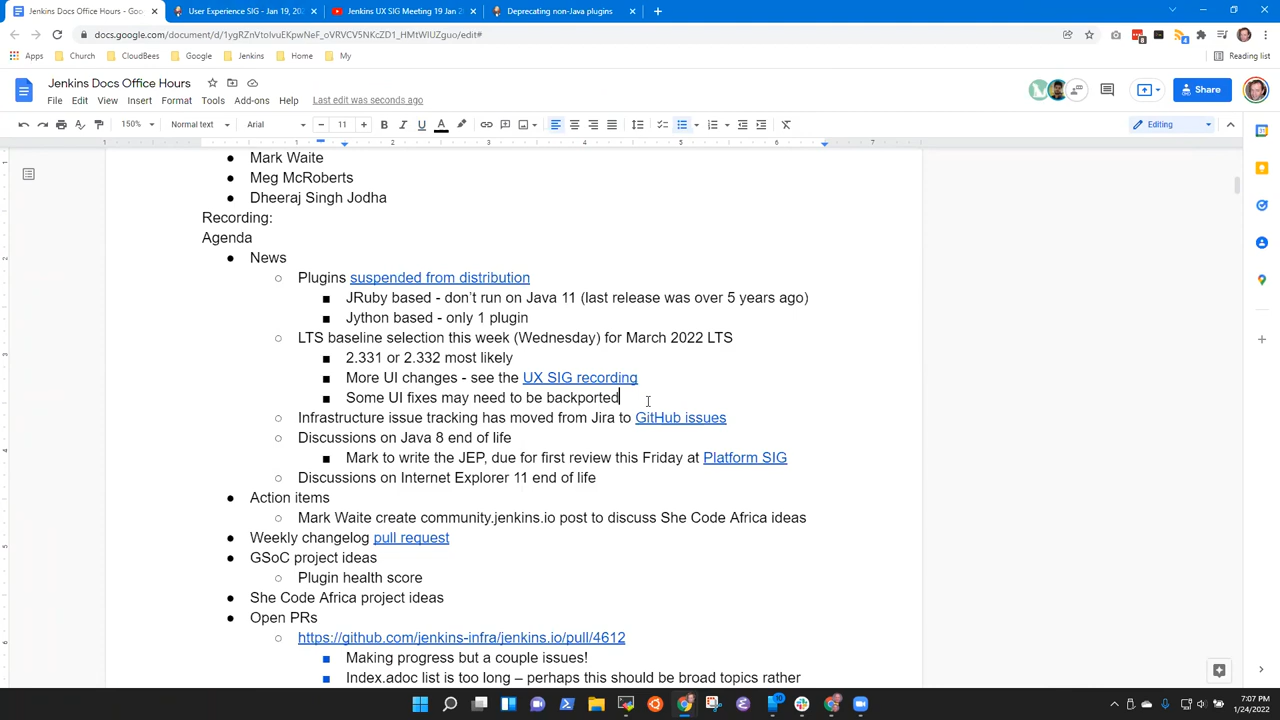 Jenkins Docs Office Hours - Goo
User Experience SIG - Jan 19, 202
Jenkins UX SIG Meeting 19 Jan 2
Deprecating non-Java plugins
docs.google.com/document/d/1ygRZnVtoIvuEKpwNeF_oVRVCV5NKcZD1_HMtWIUZguo/edit#
Apps
Church
CloudBees
Google
Jenkins
Home
My
Reading list
Jenkins Docs Office Hours
File Edit View Insert Format Tools Add-ons Help Last edit was seconds ago
Share
150% Normal text Arial 11 Editing
Mark Waite
Meg McRoberts
Dheeraj Singh Jodha
Recording:
Agenda
News
Plugins suspended from distribution
JRuby based - don't run on Java 11 (last release was over 5 years ago)
Jython based - only 1 plugin
LTS baseline selection this week (Wednesday) for March 2022 LTS
2.331 or 2.332 most likely
More UI changes - see the UX SIG recording
Some UI fixes may need to be backported
Infrastructure issue tracking has moved from Jira to GitHub issues
Discussions on Java 8 end of life
Mark to write the JEP, due for first review this Friday at Platform SIG
Discussions on Internet Explorer 11 end of life
Action items
Mark Waite create community.jenkins.io post to discuss She Code Africa ideas
Weekly changelog pull request
GSoC project ideas
Plugin health score
She Code Africa project ideas
Open PRs
https://github.com/jenkins-infra/jenkins.io/pull/4612
Making progress but a couple issues!
Index.adoc list is too long – perhaps this should be broad topics rather
7:07 PM
1/24/2022